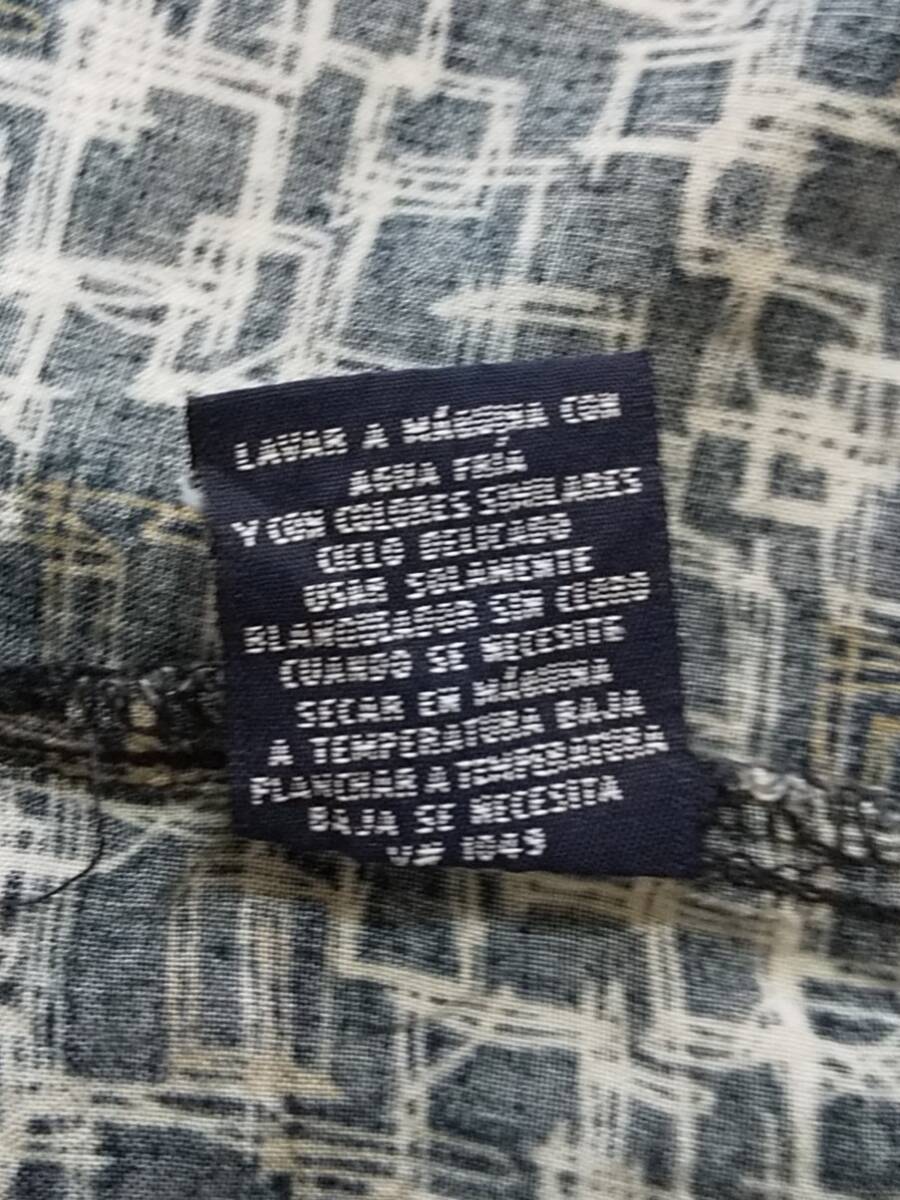 LAVAR A MÁQUINA CON
AGUA FRÍA
Y CON COLORES SIMILARES
CICLO DELICADO
USAR SOLAMENTE
BLANQUEADOR SIN CLORO
CUANDO SE NECESITE
SECAR EN MÁQUINA
A TEMPERATURA BAJA
PLANCHAR A TEMPERATURA
BAJA SE NECESITA
V# 1049